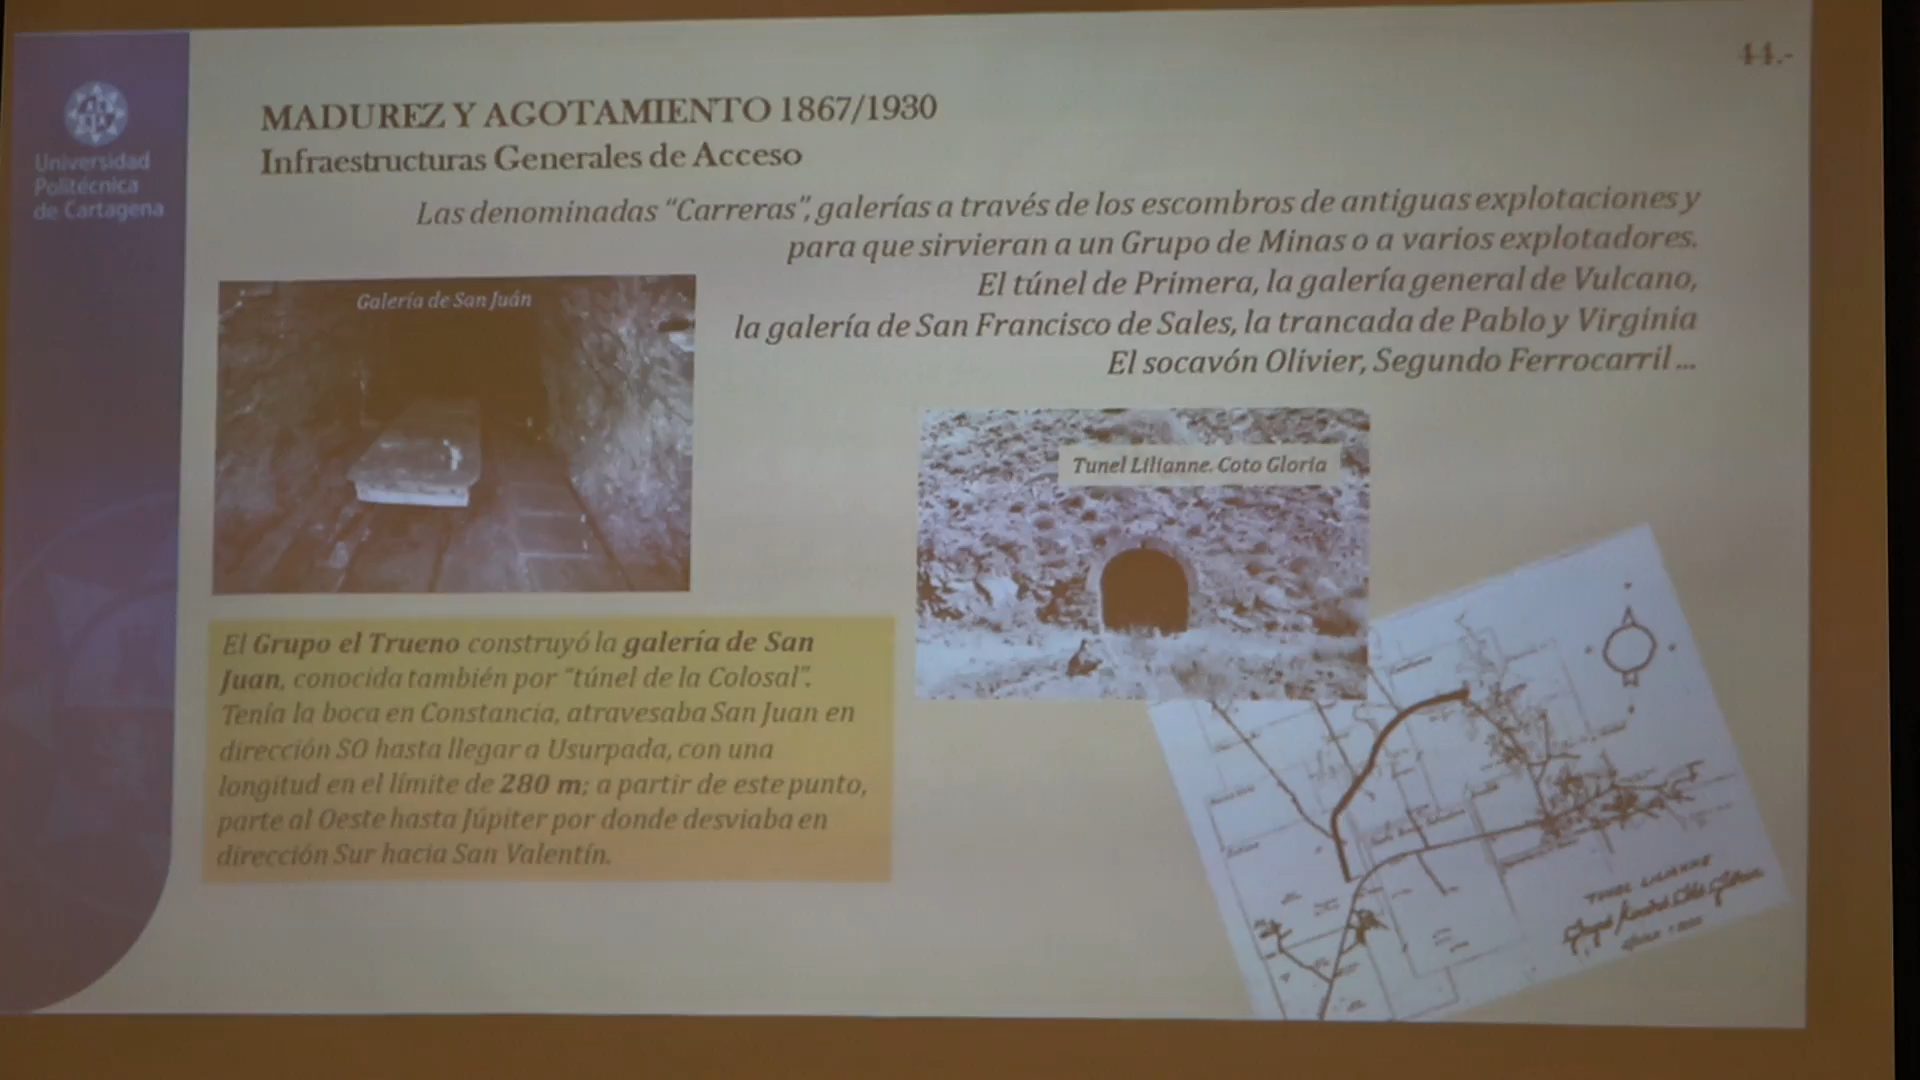 44.-
Universidad
Politécnica
de Cartagena
MADUREZ Y AGOTAMIENTO 1867/1930
Infraestructuras Generales de Acceso
Las denominadas “Carreras”, galerías a través de los escombros de antiguas explotaciones y
para que sirvieran a un Grupo de Minas o a varios explotadores.
El túnel de Primera, la galería general de Vulcano,
la galería de San Francisco de Sales, la trancada de Pablo y Virginia
El socavón Olivier, Segundo Ferrocarril ...
Galería de San Juán
Tunel Lilianne. Coto Gloria
El Grupo el Trueno construyó la galería de San
Juan, conocida también por “túnel de la Colosal”.
Tenía la boca en Constancia, atravesaba San Juan en
dirección SO hasta llegar a Usurpada, con una
longitud en el límite de 280 m; a partir de este punto,
parte al Oeste hasta Júpiter por donde desviaba en
dirección Sur hacia San Valentín.
TUNEL LILIANNE